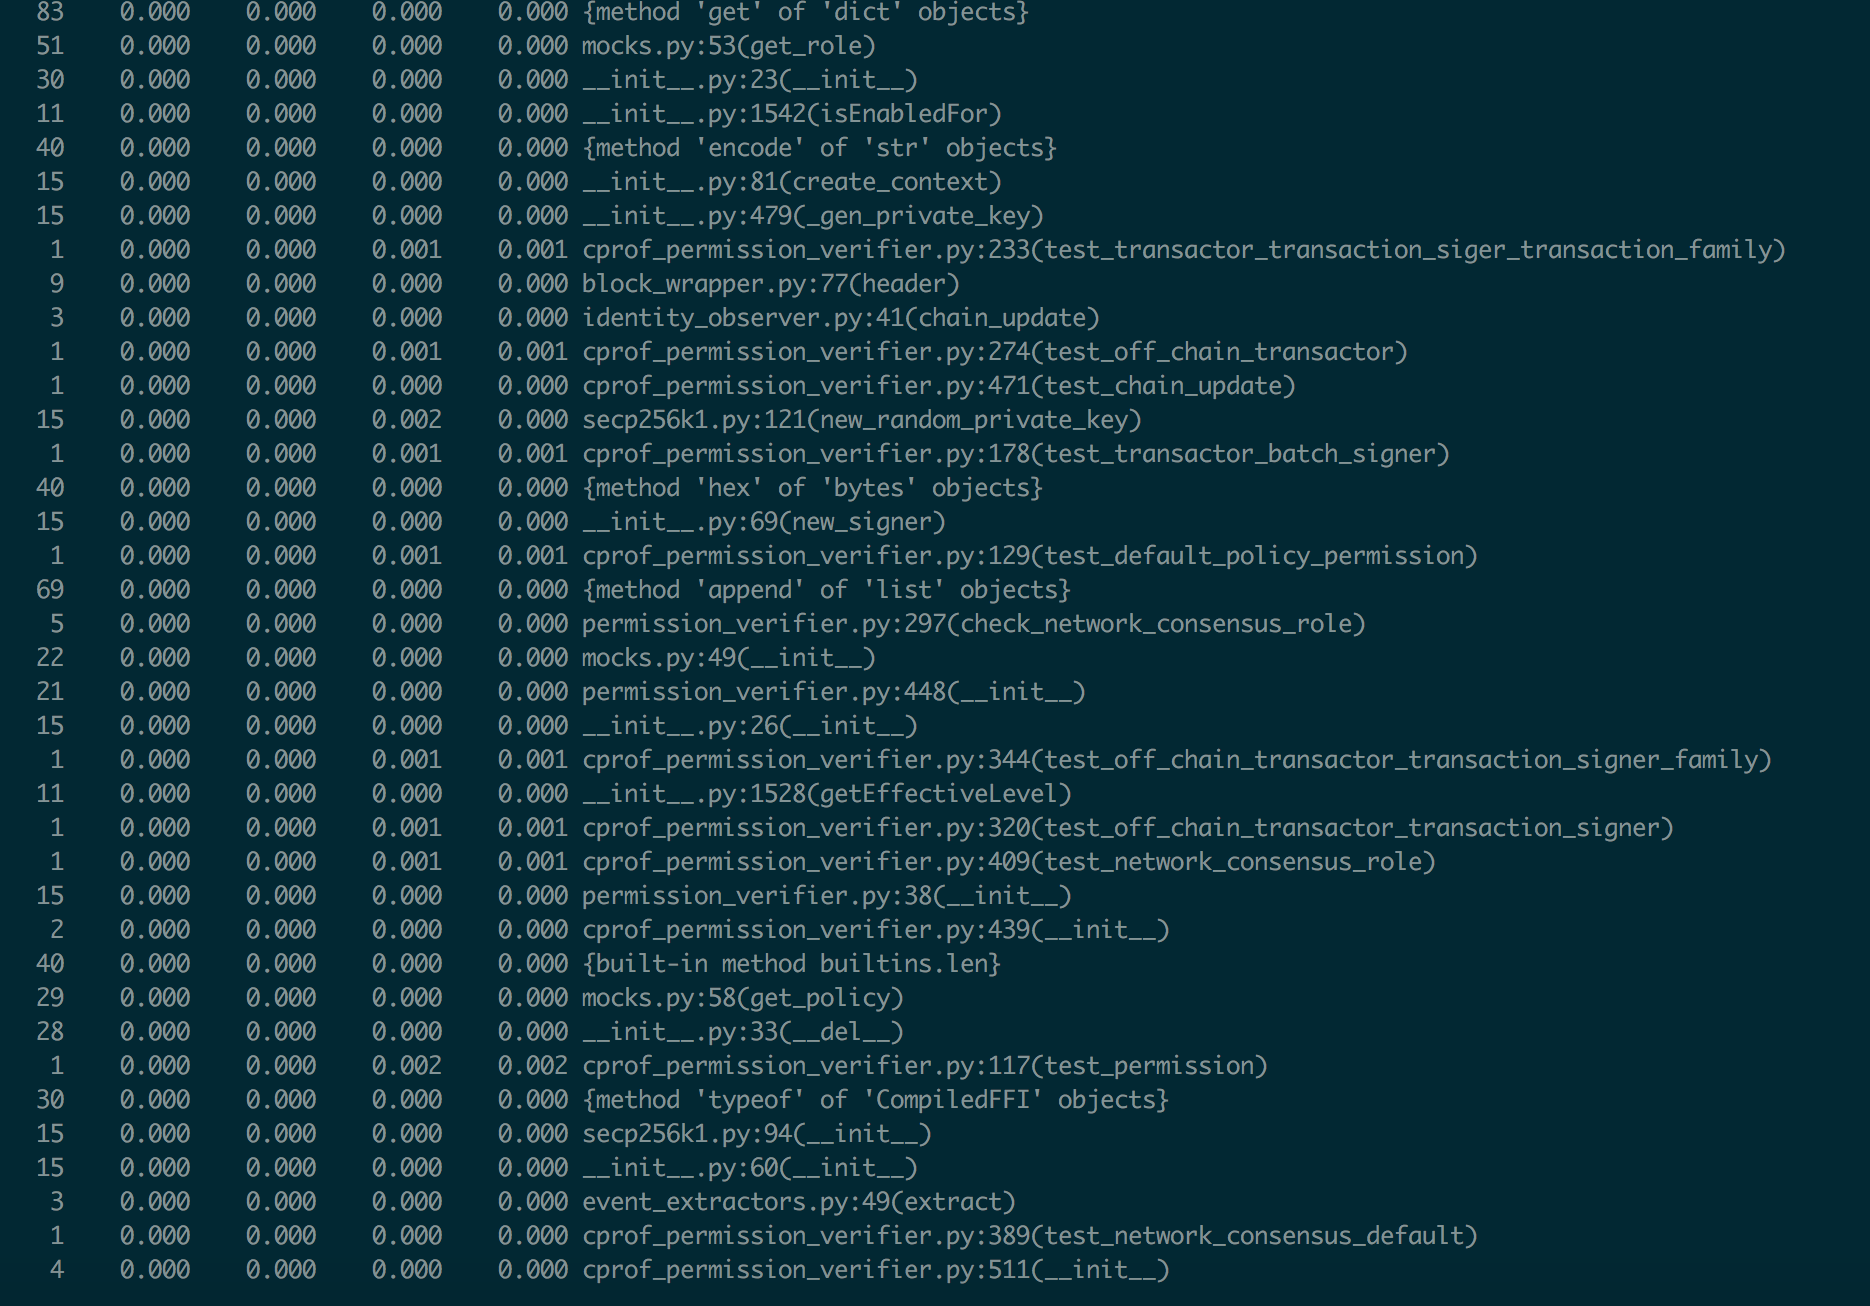 83 0.000 0.000 0.000 0.000 {method 'get' of 'dict' objects}
51 0.000 0.000 0.000 0.000 mocks.py:53(get_role)
30 0.000 0.000 0.000 0.000 __init__.py:23(__init__)
11 0.000 0.000 0.000 0.000 __init__.py:1542(isEnabledFor)
40 0.000 0.000 0.000 0.000 {method 'encode' of 'str' objects}
15 0.000 0.000 0.000 0.000 __init__.py:81(create_context)
15 0.000 0.000 0.000 0.000 __init__.py:479(_gen_private_key)
1 0.000 0.000 0.001 0.001 cprof_permission_verifier.py:233(test_transactor_transaction_siger_transaction_family)
9 0.000 0.000 0.000 0.000 block_wrapper.py:77(header)
3 0.000 0.000 0.000 0.000 identity_observer.py:41(chain_update)
1 0.000 0.000 0.001 0.001 cprof_permission_verifier.py:274(test_off_chain_transactor)
1 0.000 0.000 0.000 0.000 cprof_permission_verifier.py:471(test_chain_update)
15 0.000 0.000 0.002 0.000 secp256k1.py:121(new_random_private_key)
1 0.000 0.000 0.001 0.001 cprof_permission_verifier.py:178(test_transactor_batch_signer)
40 0.000 0.000 0.000 0.000 {method 'hex' of 'bytes' objects}
15 0.000 0.000 0.000 0.000 __init__.py:69(new_signer)
1 0.000 0.000 0.001 0.001 cprof_permission_verifier.py:129(test_default_policy_permission)
69 0.000 0.000 0.000 0.000 {method 'append' of 'list' objects}
5 0.000 0.000 0.000 0.000 permission_verifier.py:297(check_network_consensus_role)
22 0.000 0.000 0.000 0.000 mocks.py:49(__init__)
21 0.000 0.000 0.000 0.000 permission_verifier.py:448(__init__)
15 0.000 0.000 0.000 0.000 __init__.py:26(__init__)
1 0.000 0.000 0.001 0.001 cprof_permission_verifier.py:344(test_off_chain_transactor_transaction_signer_family)
11 0.000 0.000 0.000 0.000 __init__.py:1528(getEffectiveLevel)
1 0.000 0.000 0.001 0.001 cprof_permission_verifier.py:320(test_off_chain_transactor_transaction_signer)
1 0.000 0.000 0.001 0.001 cprof_permission_verifier.py:409(test_network_consensus_role)
15 0.000 0.000 0.000 0.000 permission_verifier.py:38(__init__)
2 0.000 0.000 0.000 0.000 cprof_permission_verifier.py:439(__init__)
40 0.000 0.000 0.000 0.000 {built-in method builtins.len}
29 0.000 0.000 0.000 0.000 mocks.py:58(get_policy)
28 0.000 0.000 0.000 0.000 __init__.py:33(__del__)
1 0.000 0.000 0.002 0.002 cprof_permission_verifier.py:117(test_permission)
30 0.000 0.000 0.000 0.000 {method 'typeof' of 'CompiledFFI' objects}
15 0.000 0.000 0.000 0.000 secp256k1.py:94(__init__)
15 0.000 0.000 0.000 0.000 __init__.py:60(__init__)
3 0.000 0.000 0.000 0.000 event_extractors.py:49(extract)
1 0.000 0.000 0.000 0.000 cprof_permission_verifier.py:389(test_network_consensus_default)
4 0.000 0.000 0.000 0.000 cprof_permission_verifier.py:511(__init__)